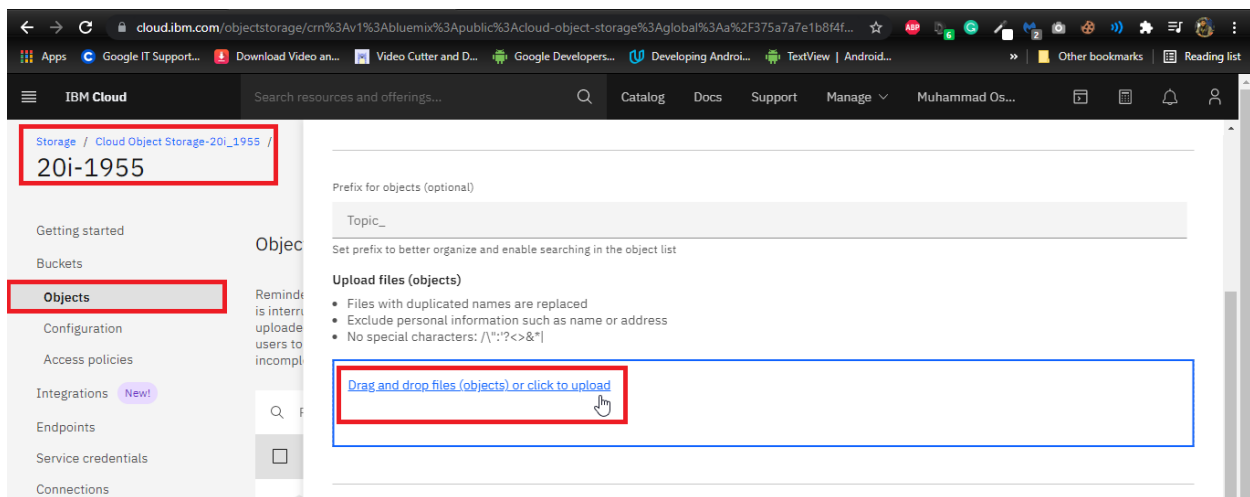 cloud.ibm.com/objectstorage/crn%3Av1%3Abluemix%3Apublic%3Acloud-object-storage%3Aglobal%3Aa%2F375a7a7e1b8f4f...
Apps Google IT Support... Download Video an... Video Cutter and D... Google Developers... Developing Androi... TextView | Android... » Other bookmarks Reading list
IBM Cloud Search resources and offerings... Catalog Docs Support Manage Muhammad Os...
Storage / Cloud Object Storage-20i_1955 /
20i-1955
Prefix for objects (optional)
Topic_
Set prefix to better organize and enable searching in the object list
Upload files (objects)
• Files with duplicated names are replaced
• Exclude personal information such as name or address
• No special characters: /\":'?<>&*|
Drag and drop files (objects) or click to upload
Getting started
Buckets
Objects
Configuration
Access policies
Integrations New!
Endpoints
Service credentials
Connections
Objec
Reminde
is interru
uploade
users to
incompl